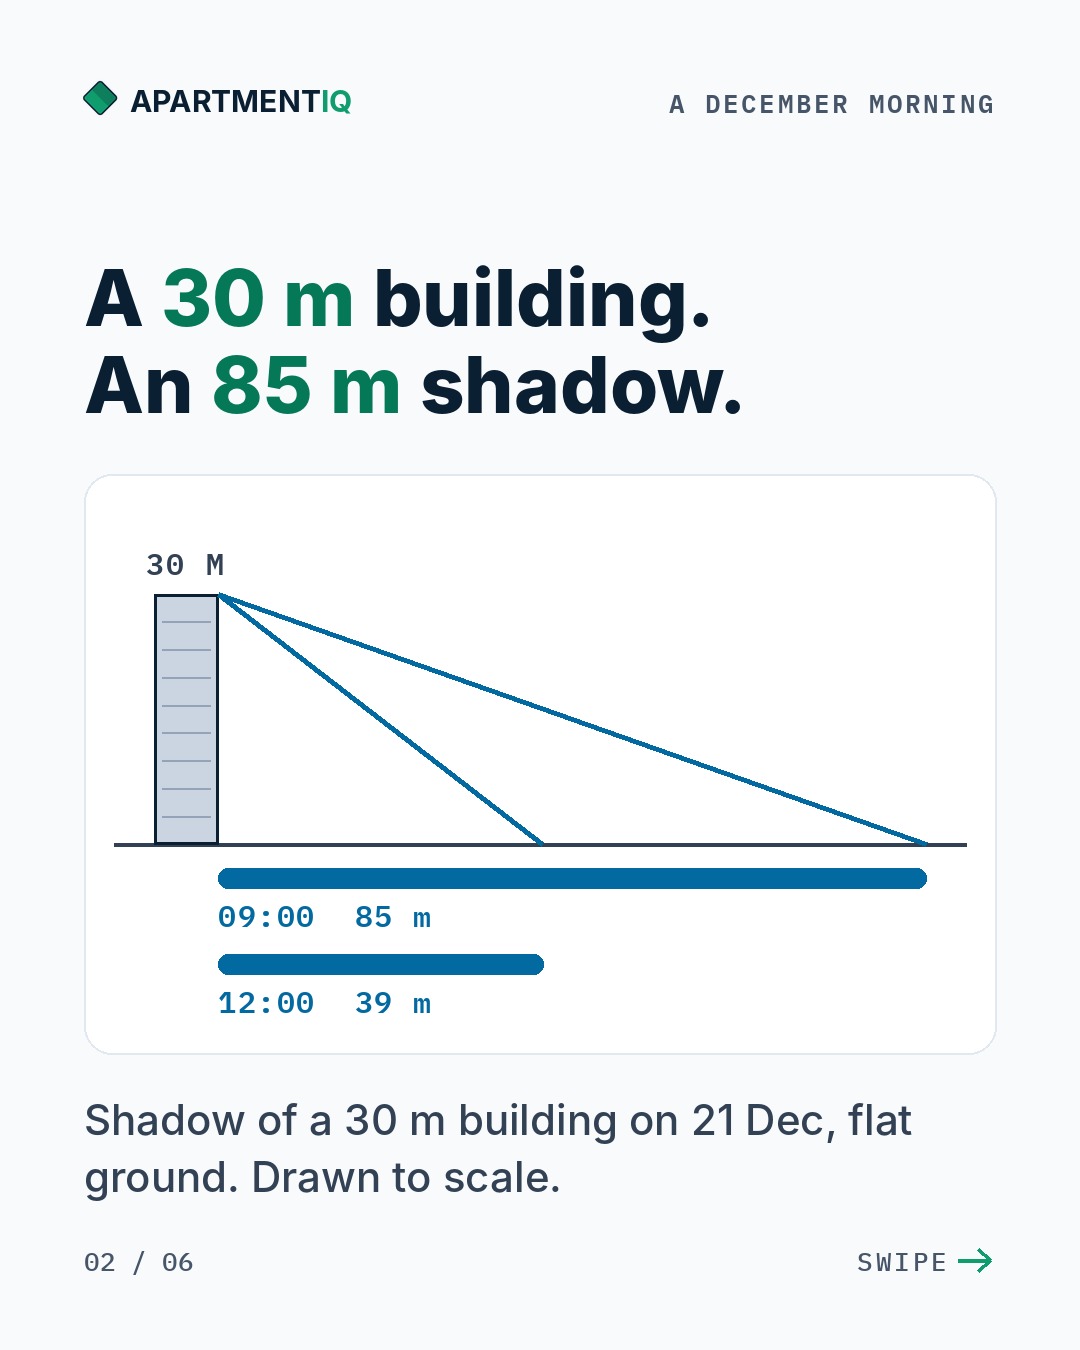 APARTMENTIQ
A DECEMBER MORNING
A 30 m building.
An 85 m shadow.
30 M
09:00 85 m
12:00 39 m
Shadow of a 30 m building on 21 Dec, flat
ground. Drawn to scale.
02 / 06
SWIPE →